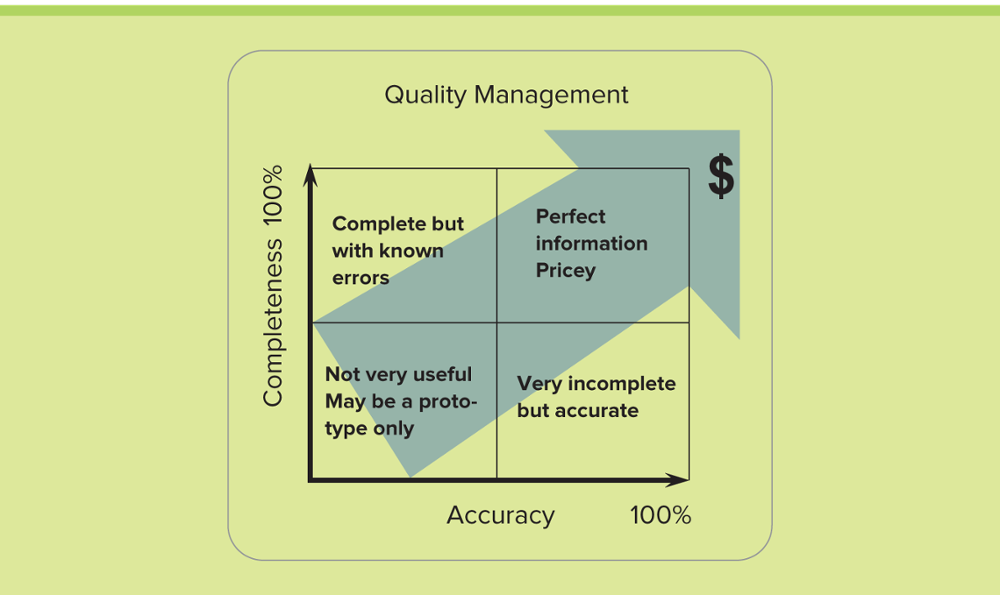 Quality Management
$
Completeness 100%
Complete but
with known
errors
Perfect
information
Pricey
Not very useful
May be a proto-
type only
Very incomplete
but accurate
Accuracy 100%